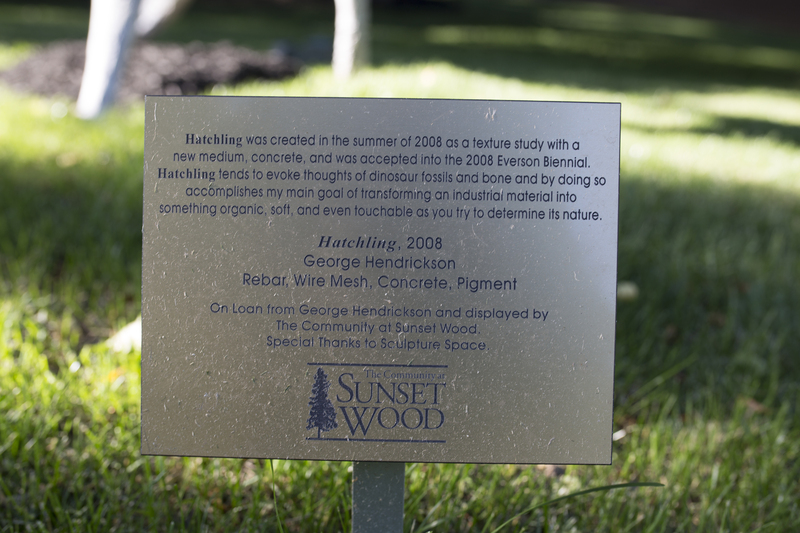 Hatchling was created in the summer of 2008 as a texture study with a
new medium, concrete, and was accepted into the 2008 Everson Biennial.
Hatchling tends to evoke thoughts of dinosaur fossils and bone and by doing so
accomplishes my main goal of transforming an industrial material into
something organic, soft, and even touchable as you try to determine its nature.
Hatchling, 2008
George Hendrickson
Rebar, Wire Mesh, Concrete, Pigment
On Loan from George Hendrickson and displayed by
The Community at Sunset Wood.
Special Thanks to Sculpture Space.
The Community at
SUNSET
WOOD